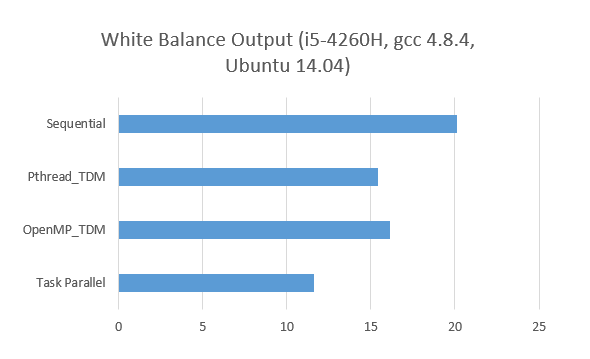 White Balance Output (i5-4260H, gcc 4.8.4,
Ubuntu 14.04)
Sequential
Pthread_TDM
OpenMP_TDM
Task Parallel
0 5 10 15 20 25